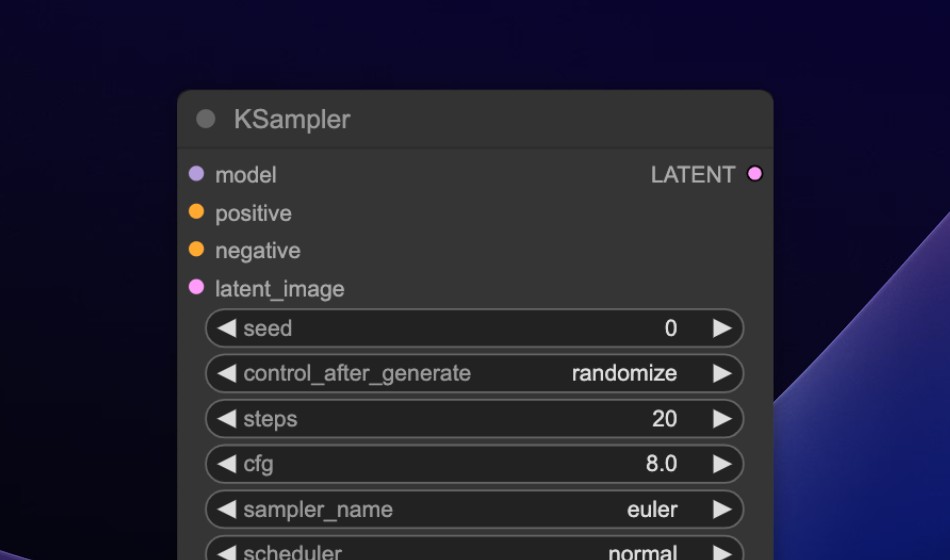 KSampler
model LATENT
positive
negative
latent_image
seed 0
control_after_generate randomize
steps 20
cfg 8.0
sampler_name euler
scheduler normal